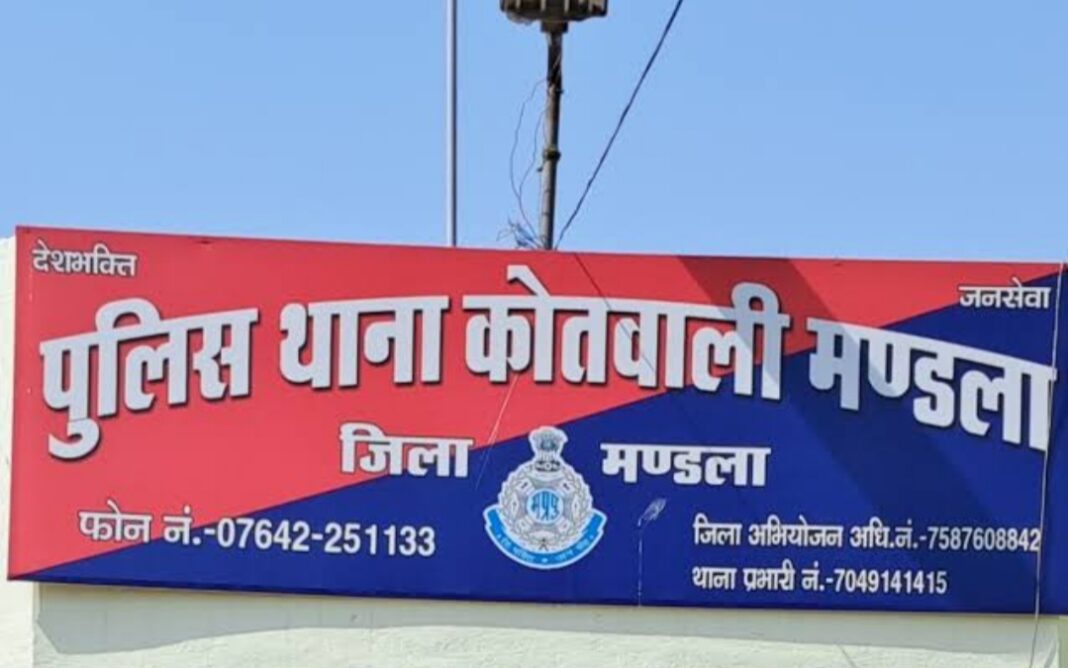 देशभक्ति
जनसेवा
पुलिस थाना कोतवाली मण्डला
जिला मण्डला
फोन नं.-07642-251133
जिला अभियोजन अधि.नं.-7587608842
थाना प्रभारी नं.-7049141415